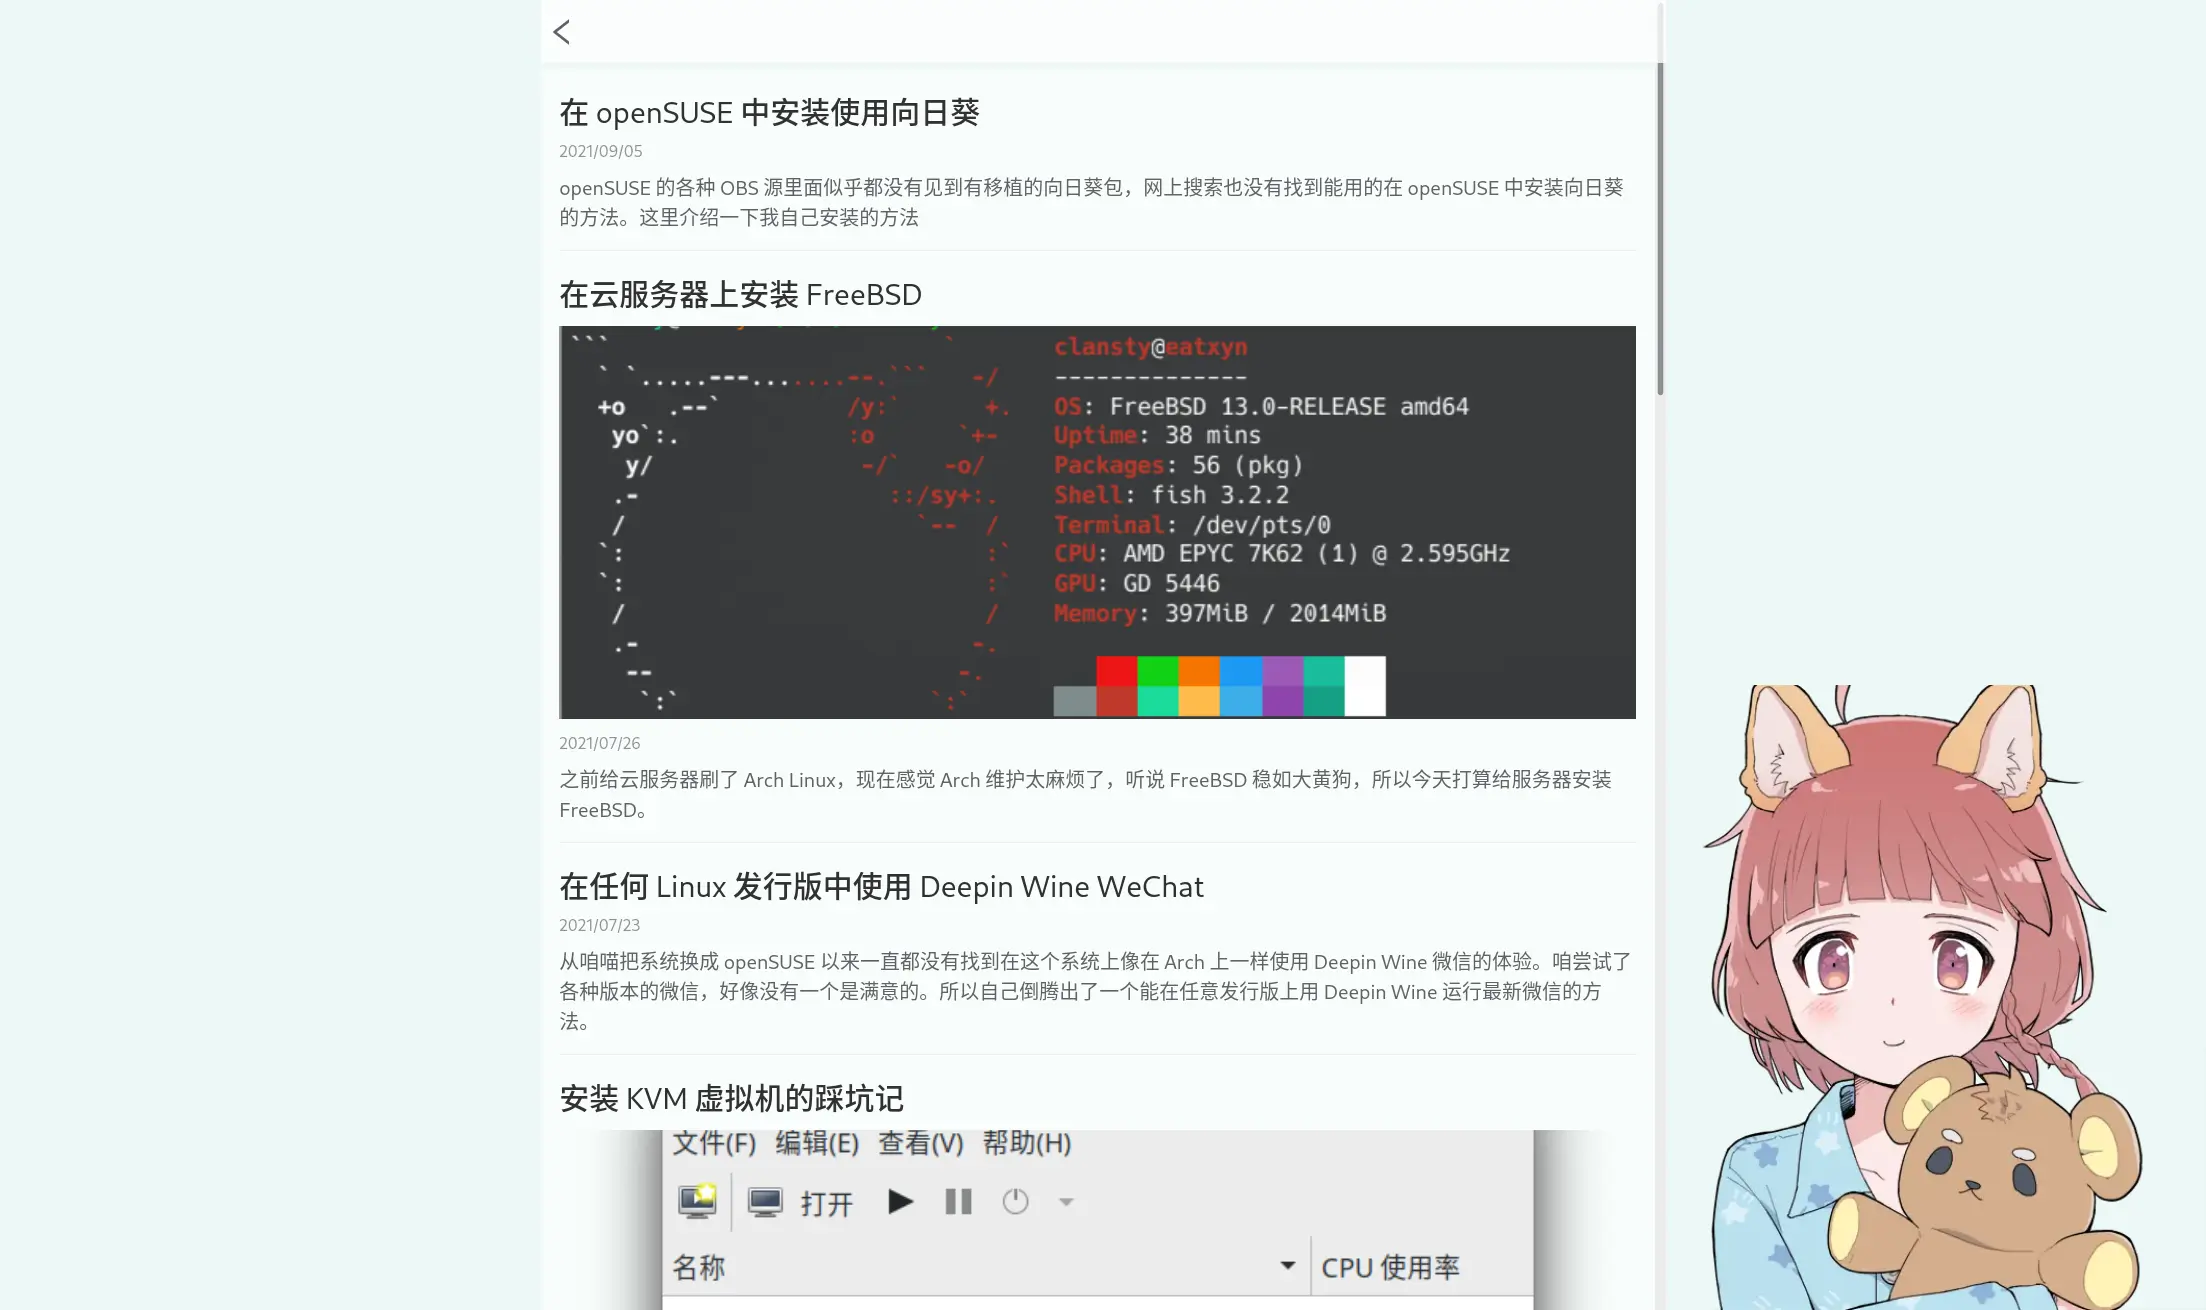 在 openSUSE 中安装使用向日葵
2021/09/05
openSUSE 的各种 OBS 源里面似乎都没有见到有移植的向日葵包，网上搜索也没有找到能用的在 openSUSE 中安装向日葵
的方法。这里介绍一下我自己安装的方法
在云服务器上安装 FreeBSD
clansty@eatxyn
--------------
OS: FreeBSD 13.0-RELEASE amd64
Uptime: 38 mins
Packages: 56 (pkg)
Shell: fish 3.2.2
Terminal: /dev/pts/0
CPU: AMD EPYC 7K62 (1) @ 2.595GHz
GPU: GD 5446
Memory: 397MiB / 2014MiB
2021/07/26
之前给云服务器刷了 Arch Linux，现在感觉 Arch 维护太麻烦了，听说 FreeBSD 稳如大黄狗，所以今天打算给服务器安装
FreeBSD。
在任何 Linux 发行版中使用 Deepin Wine WeChat
2021/07/23
从咱喵把系统换成 openSUSE 以来一直都没有找到在这个系统上像在 Arch 上一样使用 Deepin Wine 微信的体验。咱尝试了
各种版本的微信，好像没有一个是满意的。所以自己倒腾出了一个能在任意发行版上用 Deepin Wine 运行最新微信的方
法。
安装 KVM 虚拟机的踩坑记
文件(F) 编辑(E) 查看(V) 帮助(H)
打开
名称 CPU 使用率